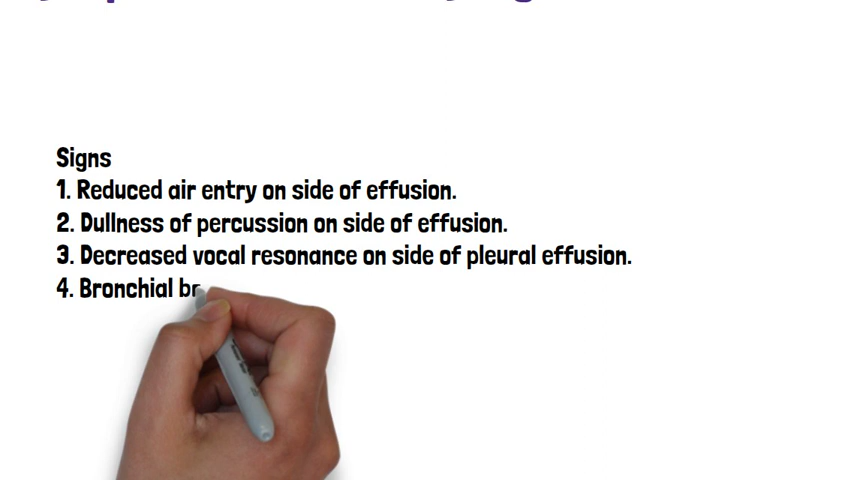 Signs
1. Reduced air entry on side of effusion.
2. Dullness of percussion on side of effusion.
3. Decreased vocal resonance on side of pleural effusion.
4. Bronchial br